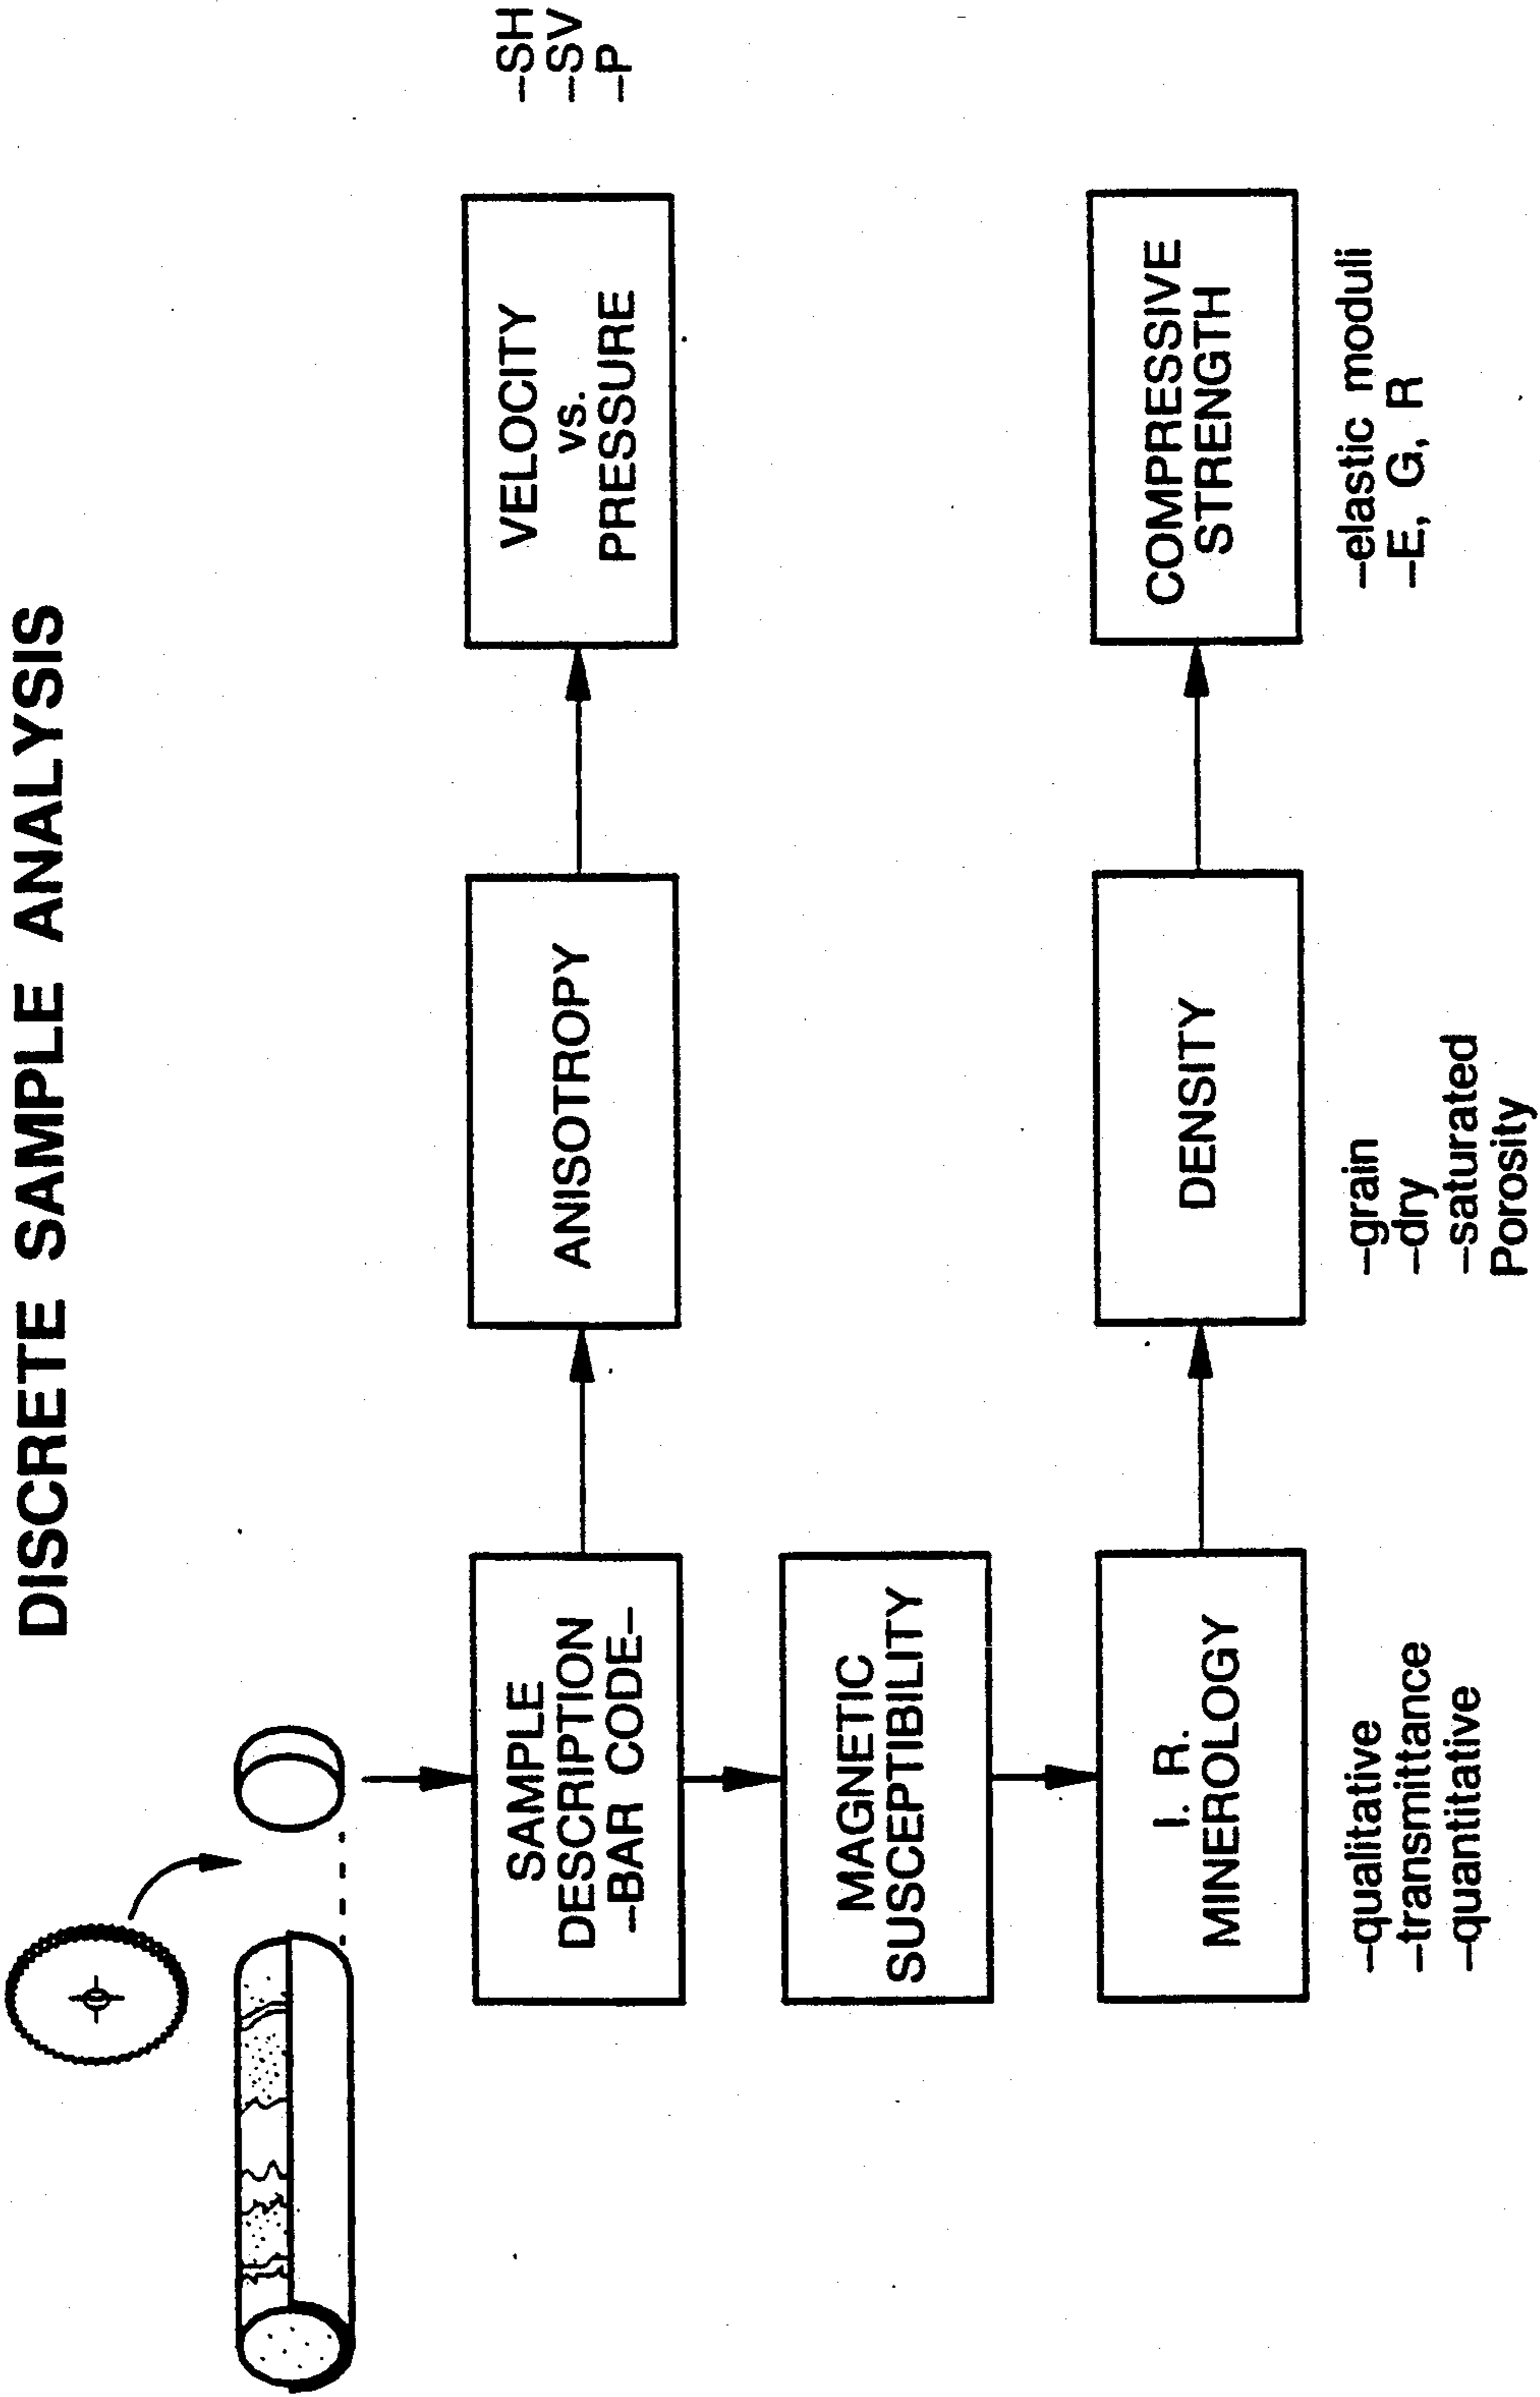 DISCRETE SAMPLE ANALYSIS
SAMPLE
DESCRIPTION
–BAR CODE–
ANISOTROPY
VELOCITY
vs.
PRESSURE
–SH
–SV
–P
MAGNETIC
SUSCEPTIBILITY
I. R.
MINEROLOGY
–qualitative
–transmittance
–quantitative
DENSITY
–grain
–dry
–saturated
Porosity
COMPRESSIVE
STRENGTH
–elastic moduli
–E, G, R